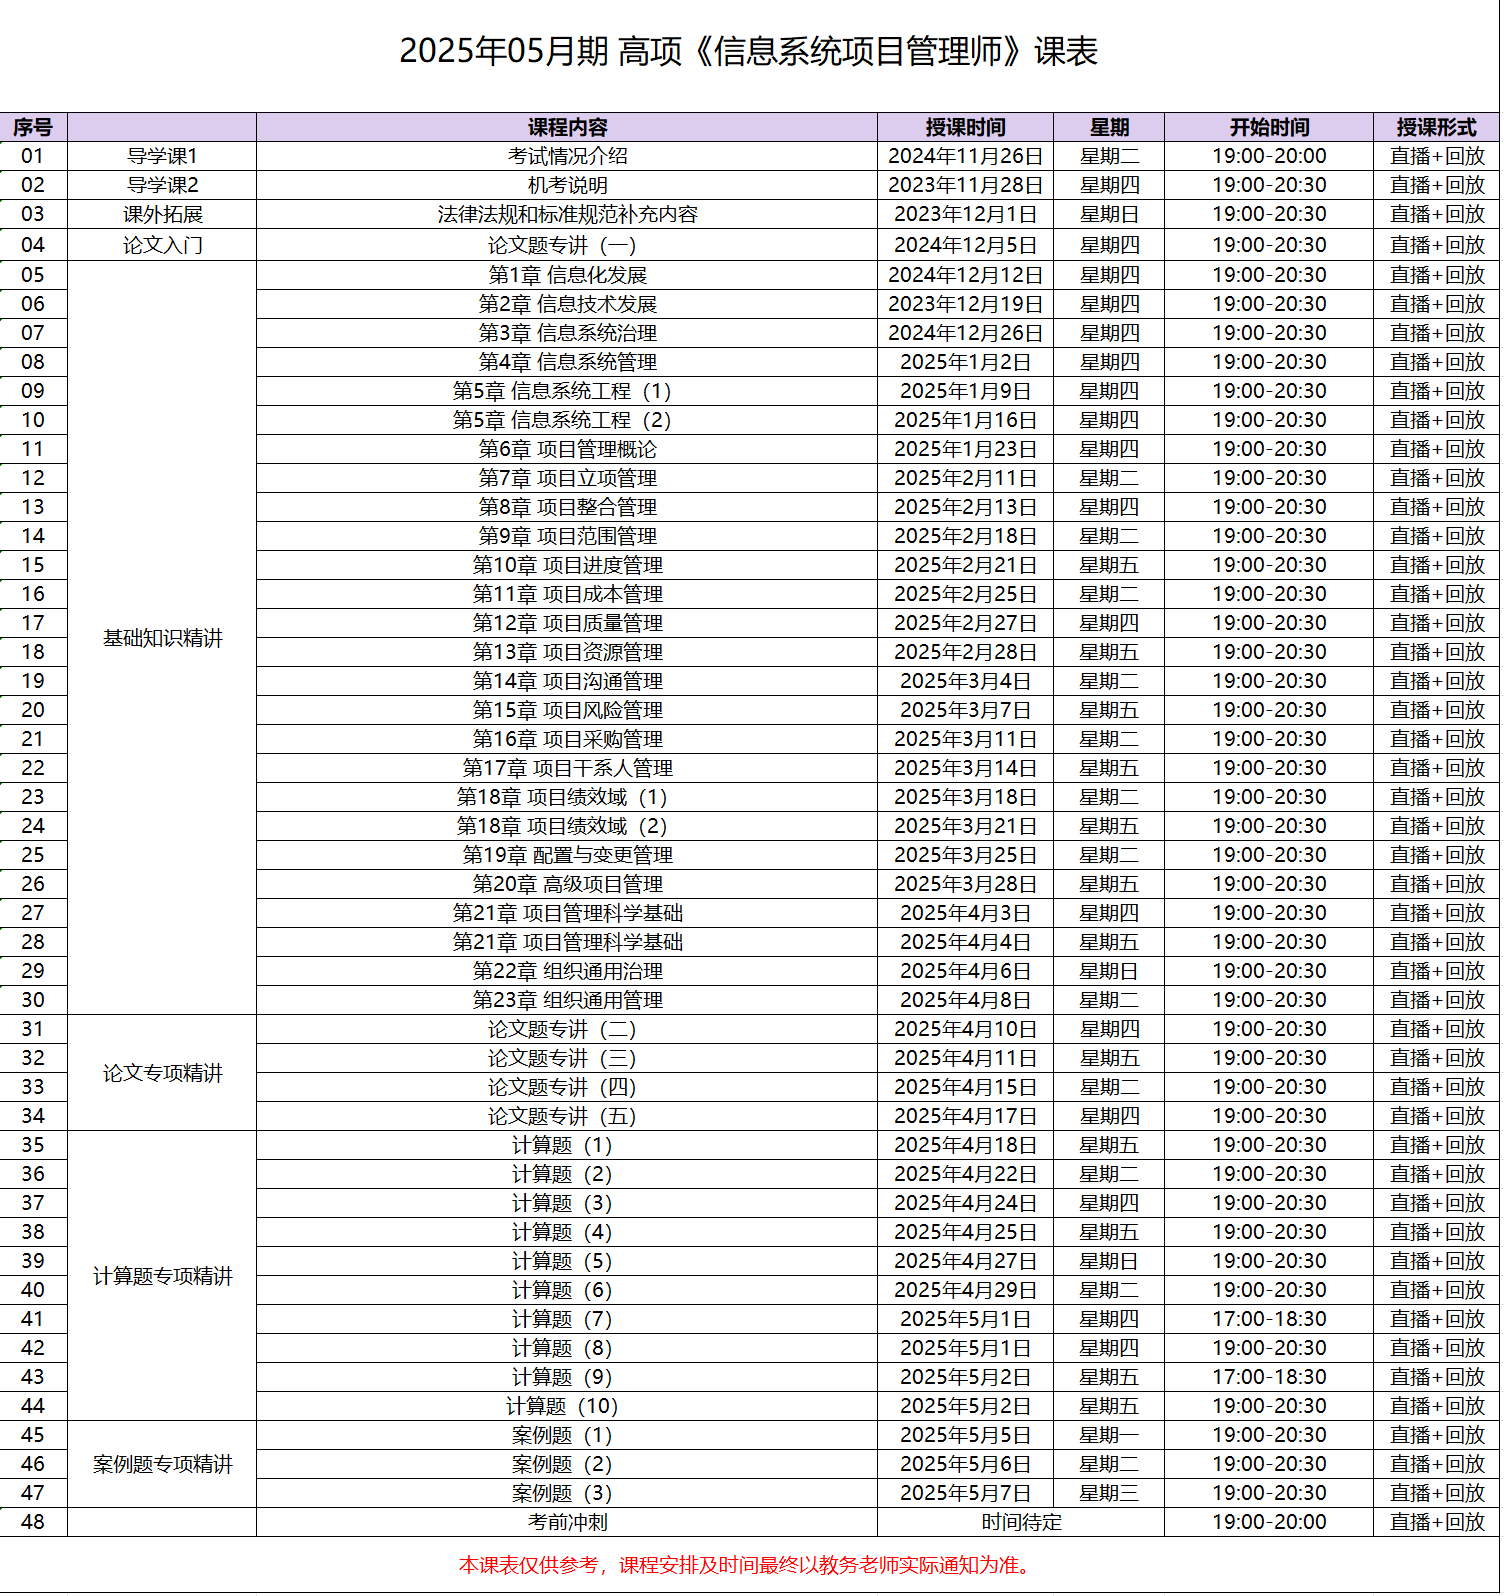 2025年05月期 高项《信息系统项目管理师》课表
序号 课程内容 授课时间 星期 开始时间 授课形式
01 导学课1 考试情况介绍 2024年11月26日 星期二 19:00-20:00 直播+回放
02 导学课2 机考说明 2023年11月28日 星期四 19:00-20:30 直播+回放
03 课外拓展 法律法规和标准规范补充内容 2023年12月1日 星期日 19:00-20:30 直播+回放
04 论文入门 论文题专讲（一） 2024年12月5日 星期四 19:00-20:30 直播+回放
05 第1章 信息化发展 2024年12月12日 星期四 19:00-20:30 直播+回放
06 第2章 信息技术发展 2023年12月19日 星期四 19:00-20:30 直播+回放
07 第3章 信息系统治理 2024年12月26日 星期四 19:00-20:30 直播+回放
08 第4章 信息系统管理 2025年1月2日 星期四 19:00-20:30 直播+回放
09 第5章 信息系统工程（1） 2025年1月9日 星期四 19:00-20:30 直播+回放
10 第5章 信息系统工程（2） 2025年1月16日 星期四 19:00-20:30 直播+回放
11 第6章 项目管理概论 2025年1月23日 星期四 19:00-20:30 直播+回放
12 第7章 项目立项管理 2025年2月11日 星期二 19:00-20:30 直播+回放
13 第8章 项目整合管理 2025年2月13日 星期四 19:00-20:30 直播+回放
14 第9章 项目范围管理 2025年2月18日 星期二 19:00-20:30 直播+回放
15 第10章 项目进度管理 2025年2月21日 星期五 19:00-20:30 直播+回放
16 第11章 项目成本管理 2025年2月25日 星期二 19:00-20:30 直播+回放
17 第12章 项目质量管理 2025年2月27日 星期四 19:00-20:30 直播+回放
基础知识精讲
18 第13章 项目资源管理 2025年2月28日 星期五 19:00-20:30 直播+回放
19 第14章 项目沟通管理 2025年3月4日 星期二 19:00-20:30 直播+回放
20 第15章 项目风险管理 2025年3月7日 星期五 19:00-20:30 直播+回放
21 第16章 项目采购管理 2025年3月11日 星期二 19:00-20:30 直播+回放
22 第17章 项目干系人管理 2025年3月14日 星期五 19:00-20:30 直播+回放
23 第18章 项目绩效域（1） 2025年3月18日 星期二 19:00-20:30 直播+回放
24 第18章 项目绩效域（2） 2025年3月21日 星期五 19:00-20:30 直播+回放
25 第19章 配置与变更管理 2025年3月25日 星期二 19:00-20:30 直播+回放
26 第20章 高级项目管理 2025年3月28日 星期五 19:00-20:30 直播+回放
27 第21章 项目管理科学基础 2025年4月3日 星期四 19:00-20:30 直播+回放
28 第21章 项目管理科学基础 2025年4月4日 星期五 19:00-20:30 直播+回放
29 第22章 组织通用治理 2025年4月6日 星期日 19:00-20:30 直播+回放
30 第23章 组织通用管理 2025年4月8日 星期二 19:00-20:30 直播+回放
31 论文题专讲（二） 2025年4月10日 星期四 19:00-20:30 直播+回放
32 论文题专讲（三） 2025年4月11日 星期五 19:00-20:30 直播+回放
论文专项精讲
33 论文题专讲（四） 2025年4月15日 星期二 19:00-20:30 直播+回放
34 论文题专讲（五） 2025年4月17日 星期四 19:00-20:30 直播+回放
35 计算题（1） 2025年4月18日 星期五 19:00-20:30 直播+回放
36 计算题（2） 2025年4月22日 星期二 19:00-20:30 直播+回放
37 计算题（3） 2025年4月24日 星期四 19:00-20:30 直播+回放
38 计算题（4） 2025年4月25日 星期五 19:00-20:30 直播+回放
39 计算题（5） 2025年4月27日 星期日 19:00-20:30 直播+回放
计算题专项精讲
40 计算题（6） 2025年4月29日 星期二 19:00-20:30 直播+回放
41 计算题（7） 2025年5月1日 星期四 17:00-18:30 直播+回放
42 计算题（8） 2025年5月1日 星期四 19:00-20:30 直播+回放
43 计算题（9） 2025年5月2日 星期五 17:00-18:30 直播+回放
44 计算题（10） 2025年5月2日 星期五 19:00-20:30 直播+回放
45 案例题（1） 2025年5月5日 星期一 19:00-20:30 直播+回放
46 案例题专项精讲 案例题（2） 2025年5月6日 星期二 19:00-20:30 直播+回放
47 案例题（3） 2025年5月7日 星期三 19:00-20:30 直播+回放
48 考前冲刺 时间待定 19:00-20:00 直播+回放
本课表仅供参考，课程安排及时间最终以教务老师实际通知为准。